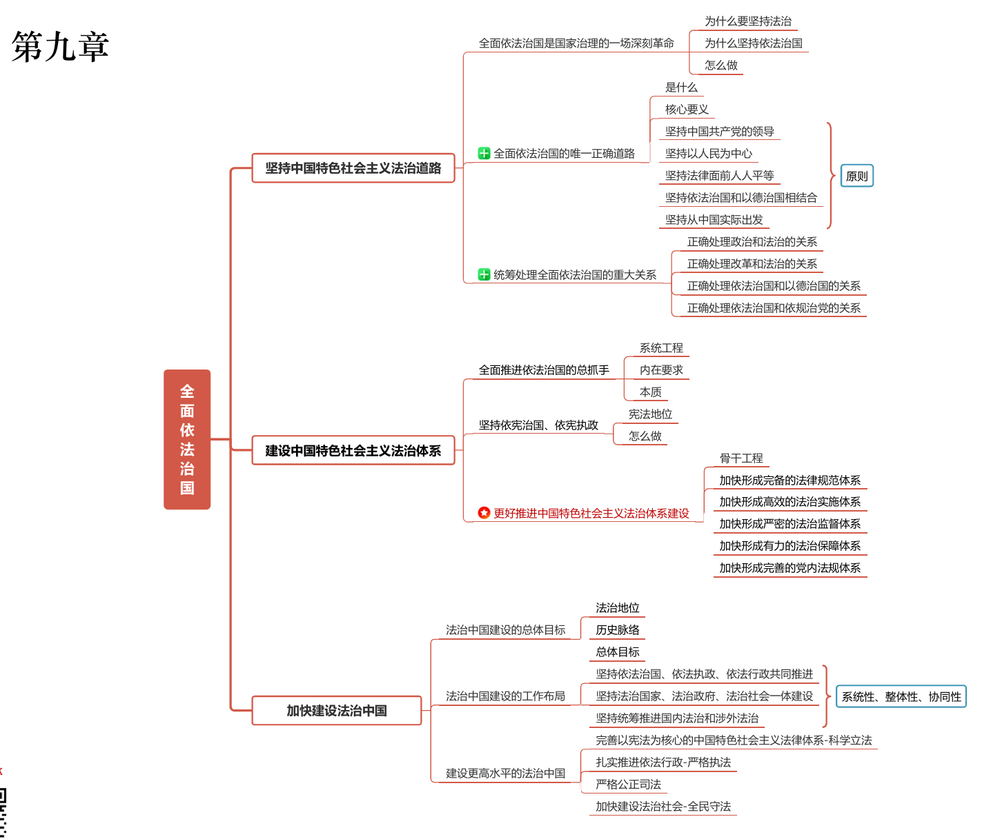 第九章
全面依法治国
坚持中国特色社会主义法治道路
全面依法治国是国家治理的一场深刻革命
为什么要坚持法治
为什么坚持依法治国
怎么做
全面依法治国的唯一正确道路
是什么
核心要义
坚持中国共产党的领导
坚持以人民为中心
坚持法律面前人人平等
坚持依法治国和以德治国相结合
坚持从中国实际出发
原则
统筹处理全面依法治国的重大关系
正确处理政治和法治的关系
正确处理改革和法治的关系
正确处理依法治国和以德治国的关系
正确处理依法治国和依规治党的关系
建设中国特色社会主义法治体系
全面推进依法治国的总抓手
系统工程
内在要求
本质
坚持依宪治国、依宪执政
宪法地位
怎么做
更好推进中国特色社会主义法治体系建设
骨干工程
加快形成完备的法律规范体系
加快形成高效的法治实施体系
加快形成严密的法治监督体系
加快形成有力的法治保障体系
加快形成完善的党内法规体系
加快建设法治中国
法治中国建设的总体目标
法治地位
历史脉络
总体目标
法治中国建设的工作布局
坚持依法治国、依法执政、依法行政共同推进
坚持法治国家、法治政府、法治社会一体建设
坚持统筹推进国内法治和涉外法治
系统性、整体性、协同性
建设更高水平的法治中国
完善以宪法为核心的中国特色社会主义法律体系-科学立法
扎实推进依法行政-严格执法
严格公正司法
加快建设法治社会-全民守法